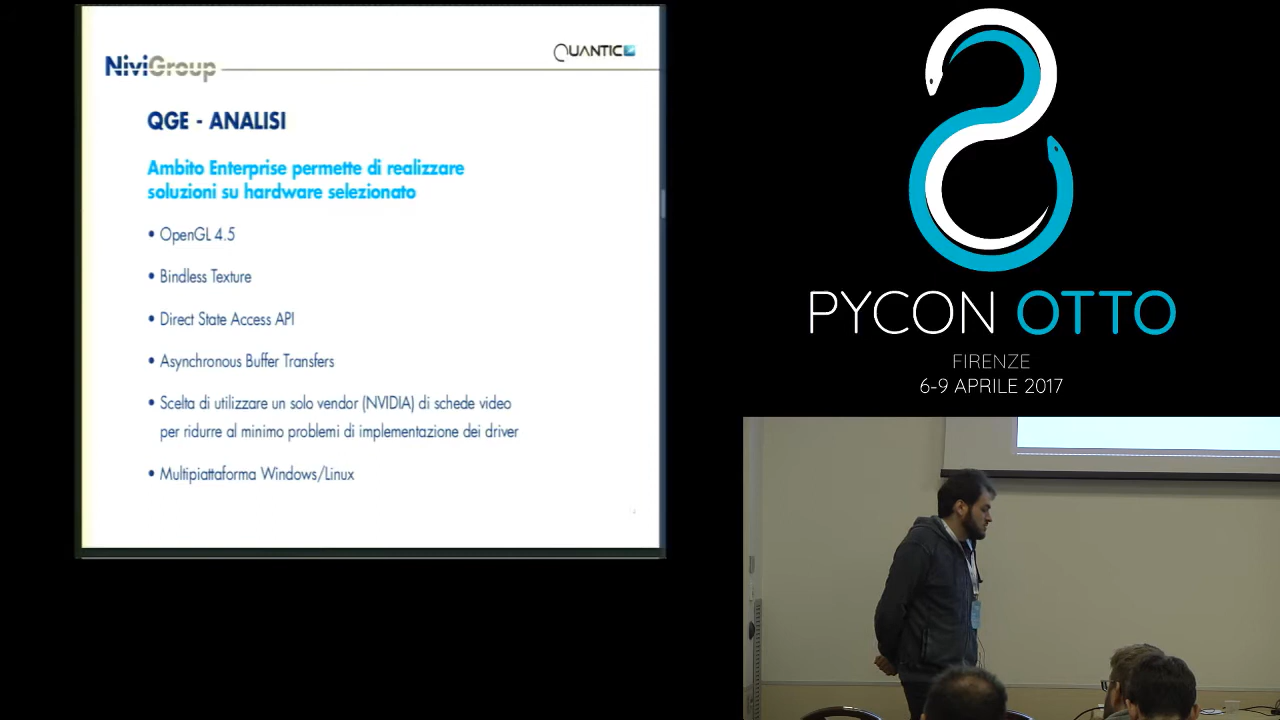 NiviGroup
QUANTIC
QGE - ANALISI
Ambito Enterprise permette di realizzare
soluzioni su hardware selezionato
• OpenGL 4.5
• Bindless Texture
• Direct State Access API
• Asynchronous Buffer Transfers
• Scelta di utilizzare un solo vendor (NVIDIA) di schede video
per ridurre al minimo problemi di implementazione dei driver
• Multipiattaforma Windows/Linux
PYCON OTTO
FIRENZE
6-9 APRILE 2017